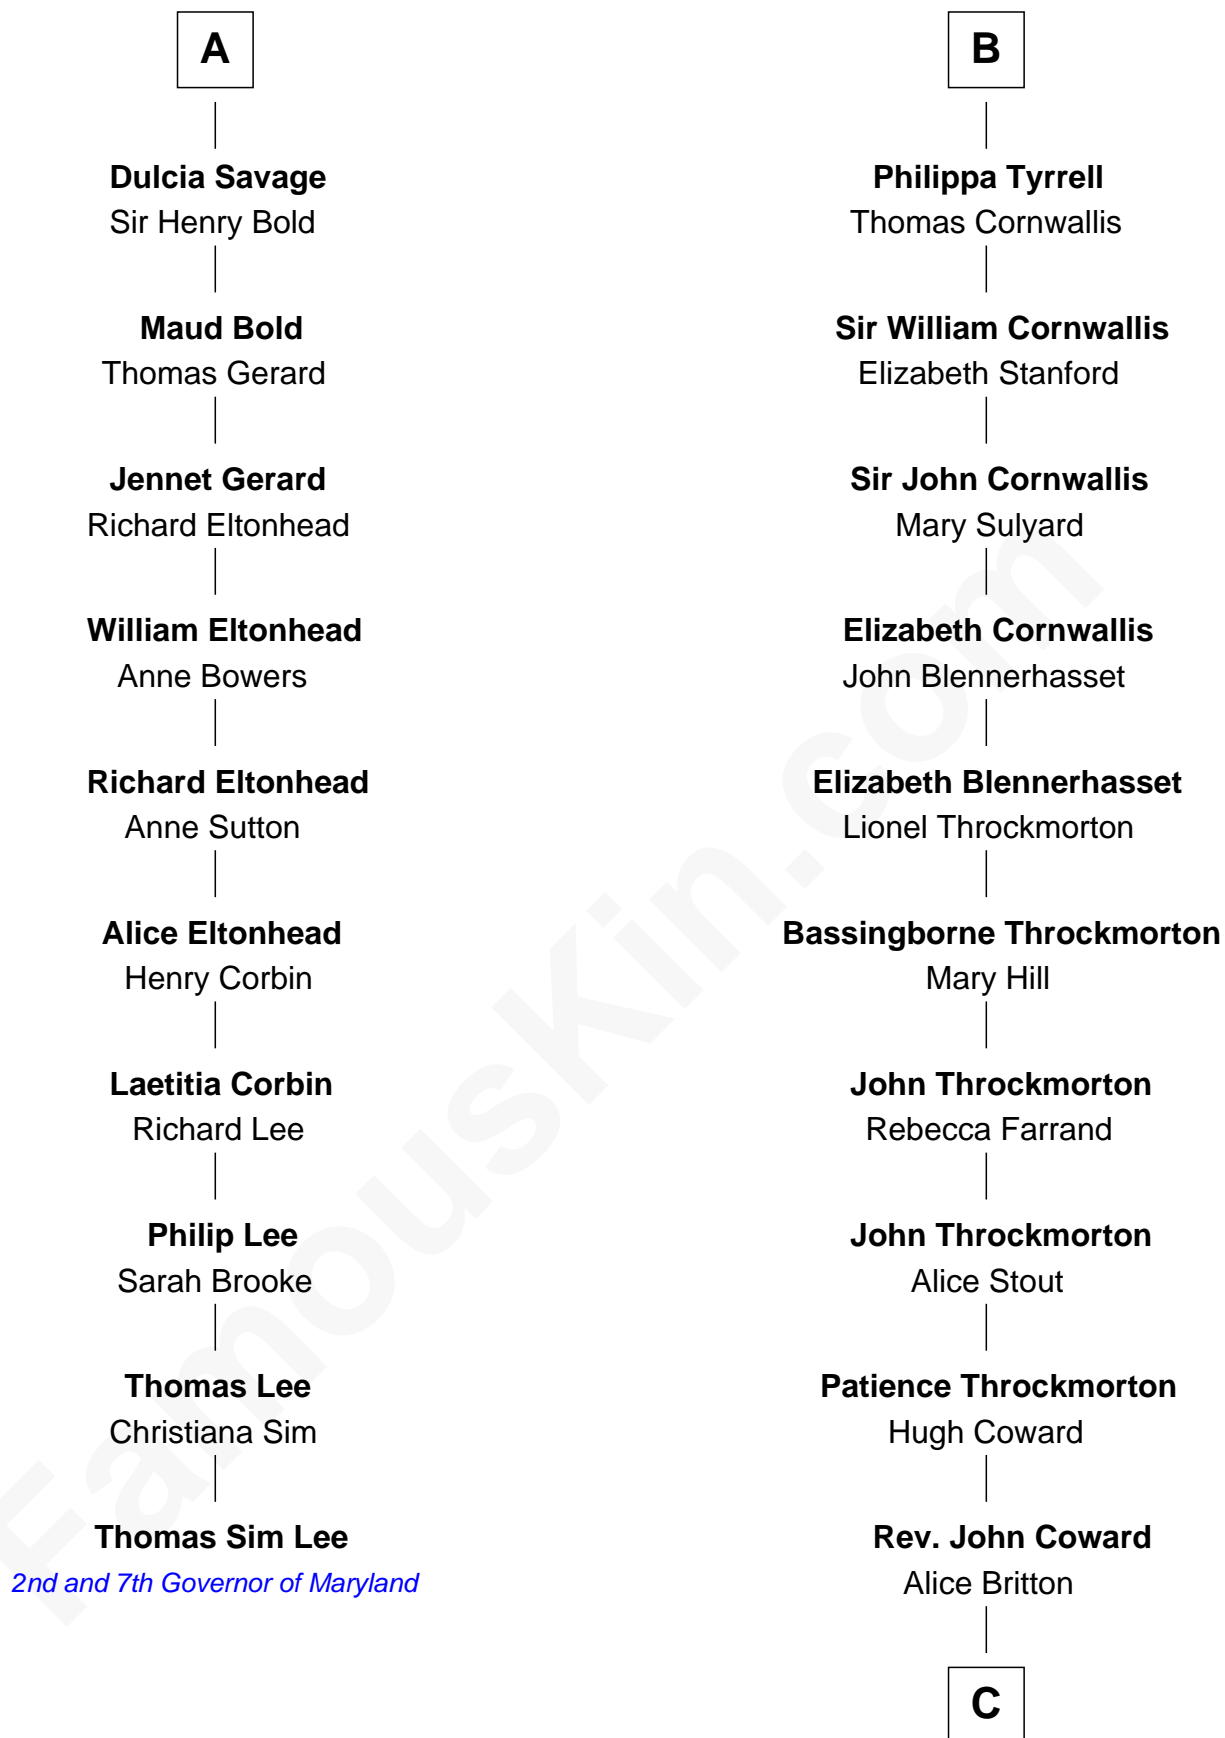 A
Dulcia Savage
Sir Henry Bold
Maud Bold
Thomas Gerard
Jennet Gerard
Richard Eltonhead
William Eltonhead
Anne Bowers
Richard Eltonhead
Anne Sutton
Alice Eltonhead
Henry Corbin
Laetitia Corbin
Richard Lee
Philip Lee
Sarah Brooke
Thomas Lee
Christiana Sim
Thomas Sim Lee
2nd and 7th Governor of Maryland
B
Philippa Tyrrell
Thomas Cornwallis
Sir William Cornwallis
Elizabeth Stanford
Sir John Cornwallis
Mary Sulyard
Elizabeth Cornwallis
John Blennerhasset
Elizabeth Blennerhasset
Lionel Throckmorton
Bassingborne Throckmorton
Mary Hill
John Throckmorton
Rebecca Farrand
John Throckmorton
Alice Stout
Patience Throckmorton
Hugh Coward
Rev. John Coward
Alice Britton
C
FamousKin.com